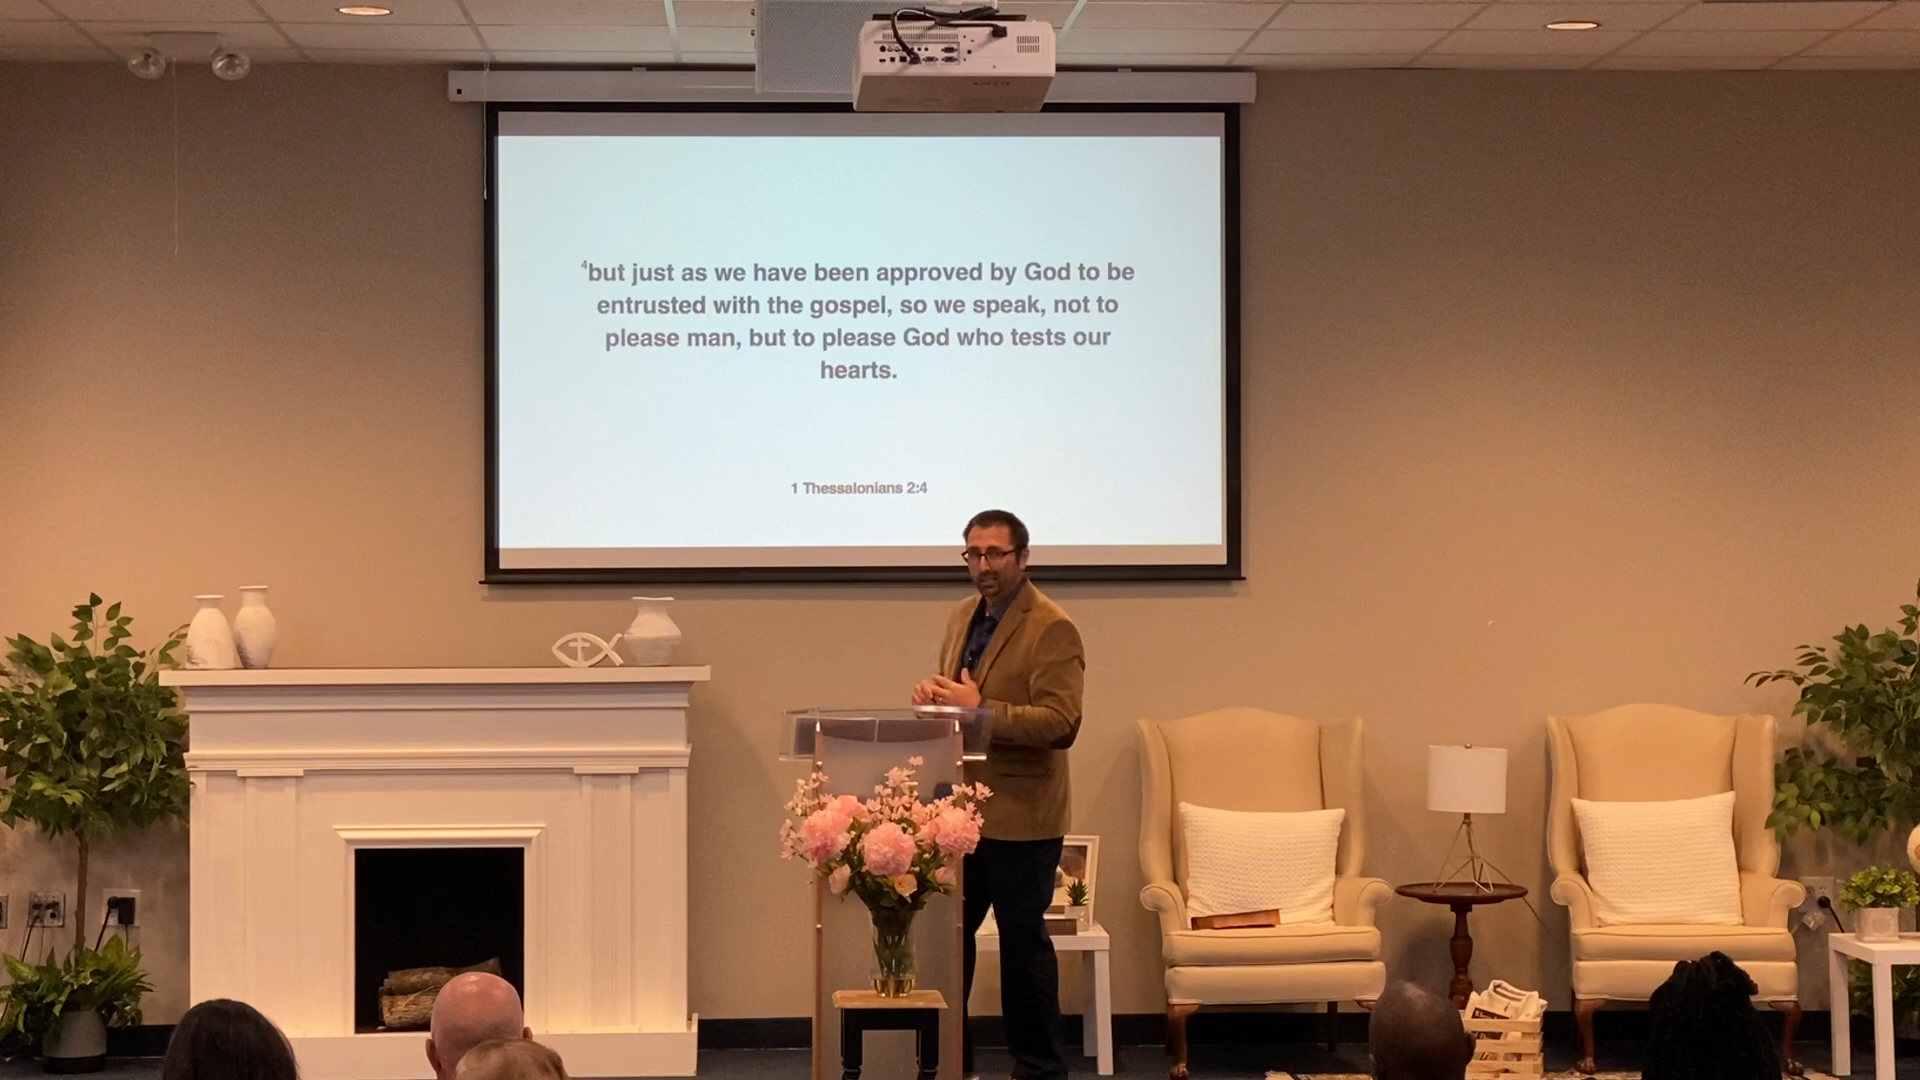 ⁴but just as we have been approved by God to be
entrusted with the gospel, so we speak, not to
please man, but to please God who tests our
hearts.
1 Thessalonians 2:4